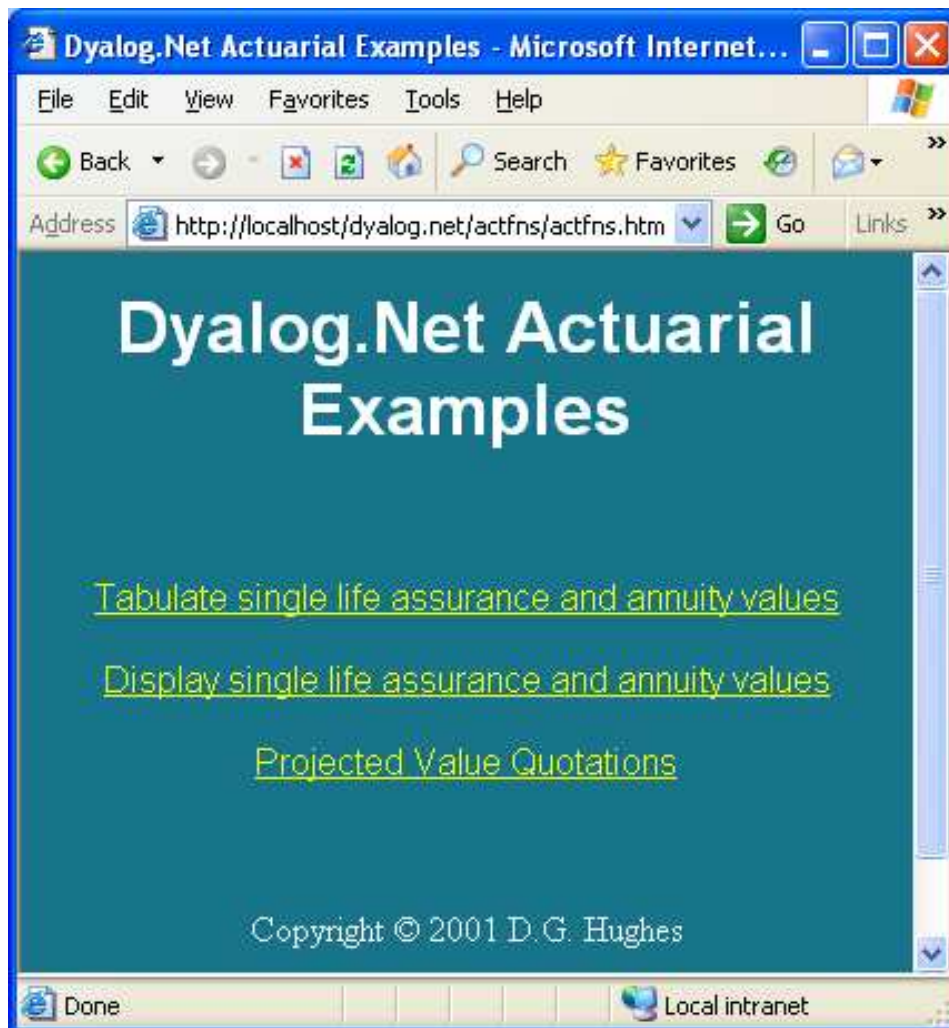 Dyalog.Net Actuarial Examples - Microsoft Internet...
File Edit View Favorites Tools Help
Back Search Favorites »
Address http://localhost/dyalog.net/actfns/actfns.htm Go Links »
Dyalog.Net Actuarial
Examples
Tabulate single life assurance and annuity values
Display single life assurance and annuity values
Projected Value Quotations
Copyright © 2001 D.G. Hughes
Done Local intranet